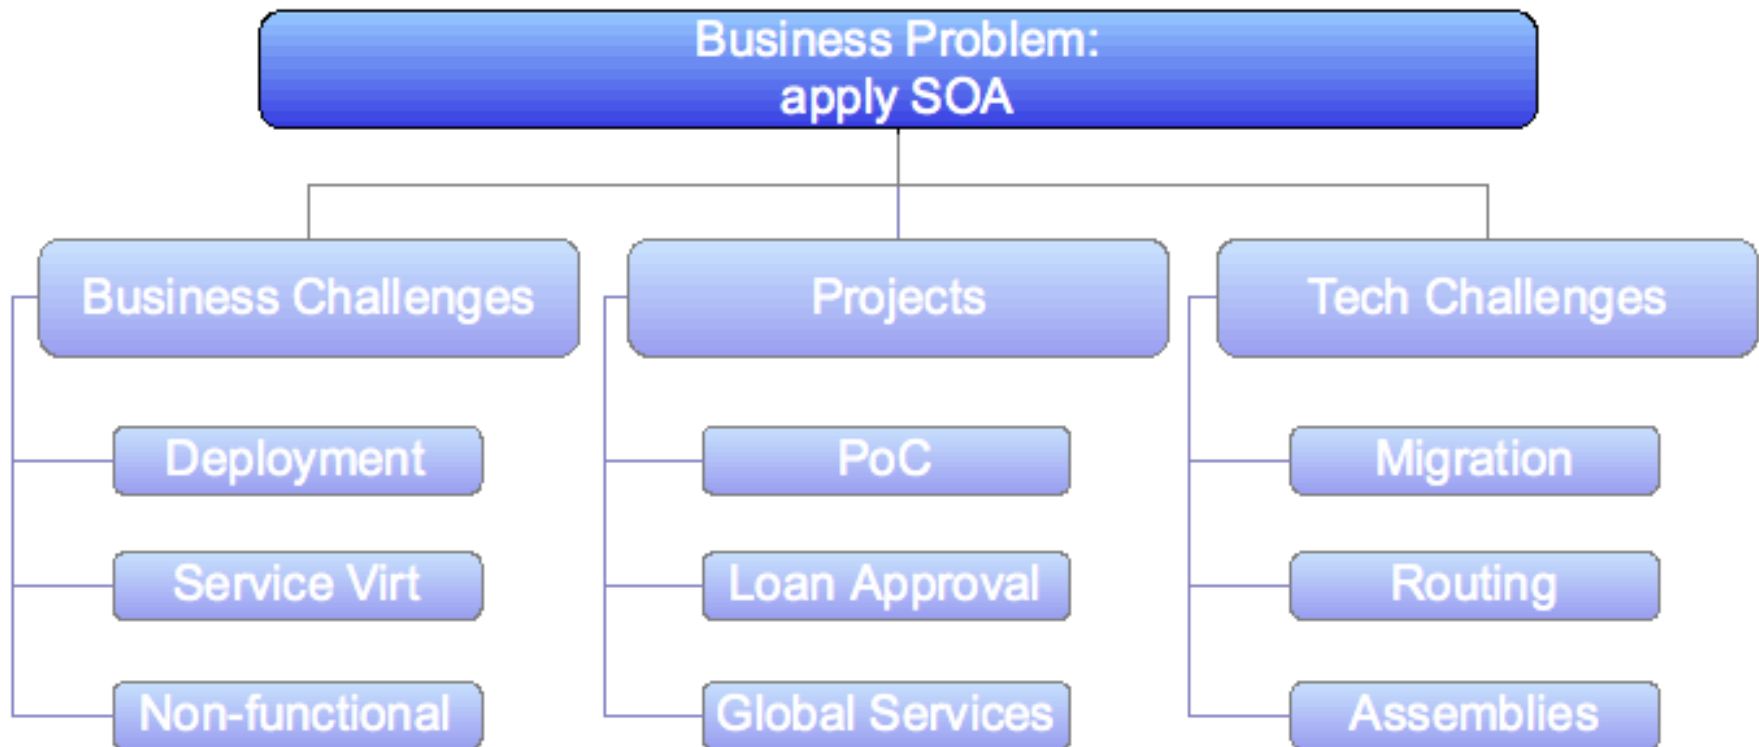 Business Problem:
apply SOA
Business Challenges
Deployment
Service Virt
Non-functional
Projects
PoC
Loan Approval
Global Services
Tech Challenges
Migration
Routing
Assemblies